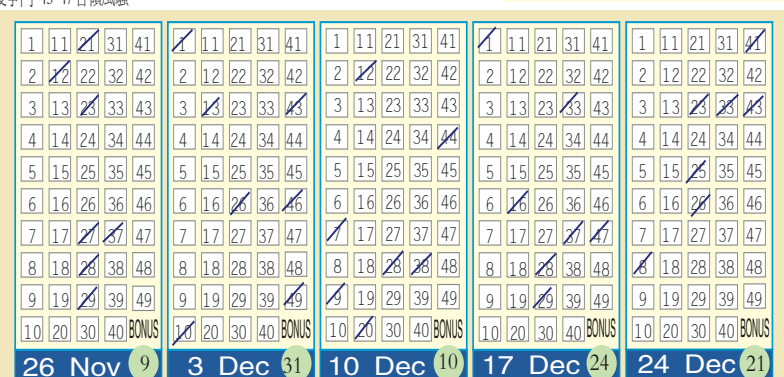 1 11 21 31 41 1 11 21 31 41 1 11 21 31 41 1 11 21 31 41 1 11 21 31 41
2 12 22 32 42 2 12 22 32 42 2 12 22 32 42 2 12 22 32 42 2 12 22 32 42
3 13 23 33 43 3 13 23 33 43 3 13 23 33 43 3 13 23 33 43 3 13 23 33 43
4 14 24 34 44 4 14 24 34 44 4 14 24 34 44 4 14 24 34 44 4 14 24 34 44
5 15 25 35 45 5 15 25 35 45 5 15 25 35 45 5 15 25 35 45 5 15 25 35 45
6 16 26 36 46 6 16 26 36 46 6 16 26 36 46 6 16 26 36 46 6 16 26 36 46
7 17 27 37 47 7 17 27 37 47 7 17 27 37 47 7 17 27 37 47 7 17 27 37 47
8 18 28 38 48 8 18 28 38 48 8 18 28 38 48 8 18 28 38 48 8 18 28 38 48
9 19 29 39 49 9 19 29 39 49 9 19 29 39 49 9 19 29 39 49 9 19 29 39 49
10 20 30 40 BONUS 10 20 30 40 BONUS 10 20 30 40 BONUS 10 20 30 40 BONUS 10 20 30 40 BONUS
26 Nov 9 3 Dec 31 10 Dec 10 17 Dec 24 24 Dec 21